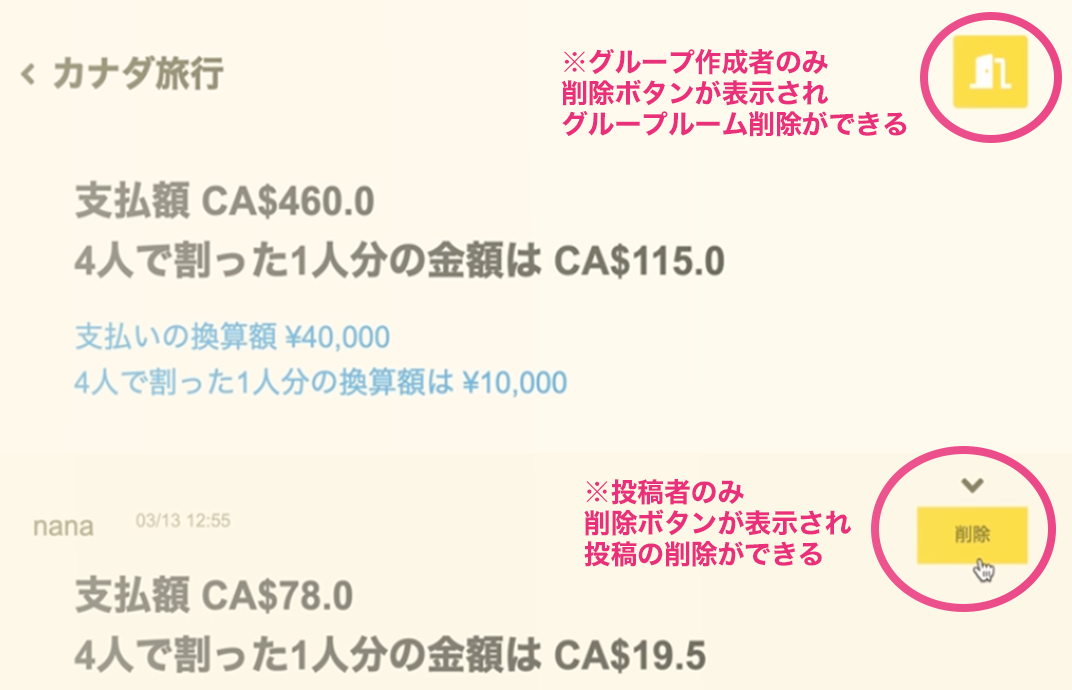 カナダ旅行
※グループ作成者のみ
削除ボタンが表示され
グループルーム削除ができる
支払額 CA$460.0
4人で割った1人分の金額は CA$115.0
支払いの換算額 ¥40,000
4人で割った1人分の換算額は ¥10,000
※投稿者のみ
削除ボタンが表示され
投稿の削除ができる
nana 03/13 12:55
削除
支払額 CA$78.0
4人で割った1人分の金額は CA$19.5